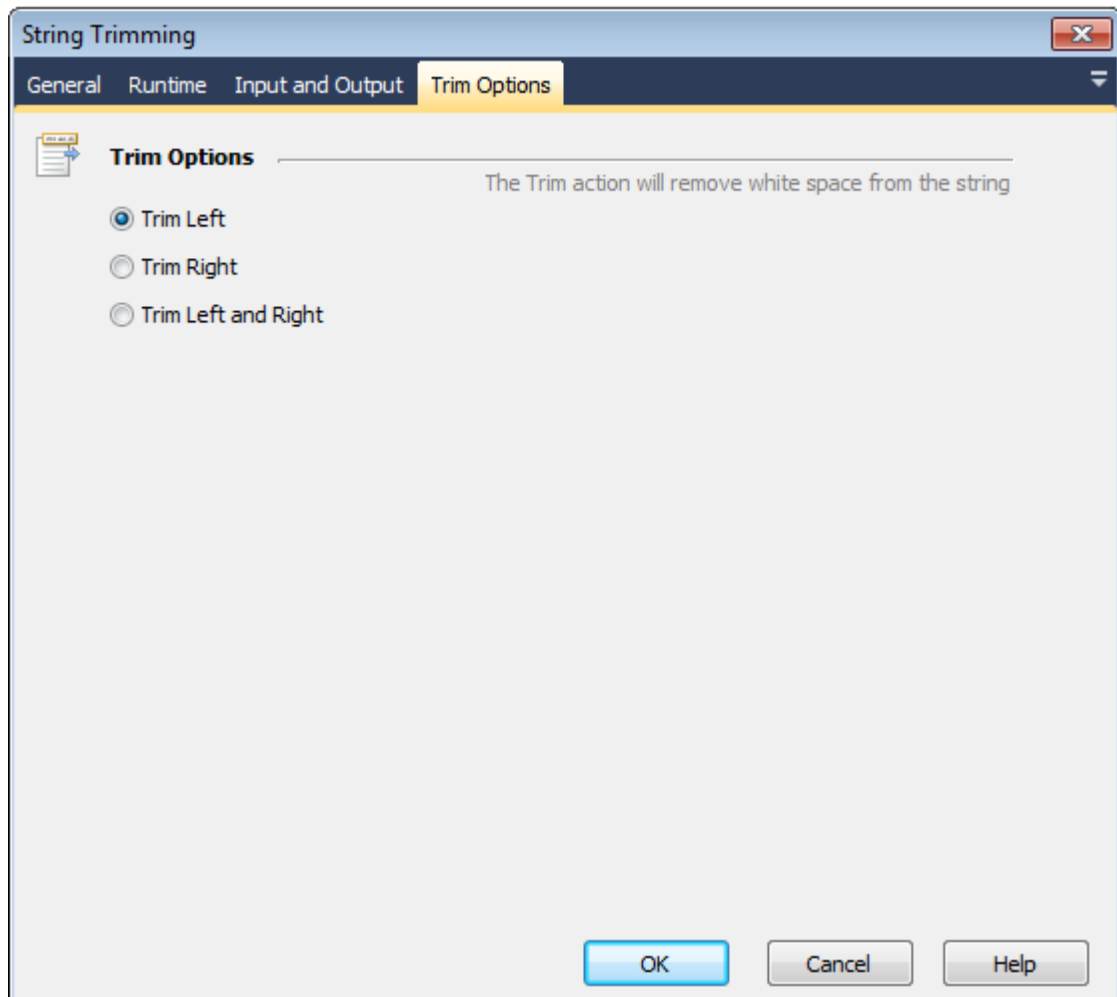 String Trimming
General Runtime Input and Output Trim Options
Trim Options
The Trim action will remove white space from the string
Trim Left
Trim Right
Trim Left and Right
OK Cancel Help